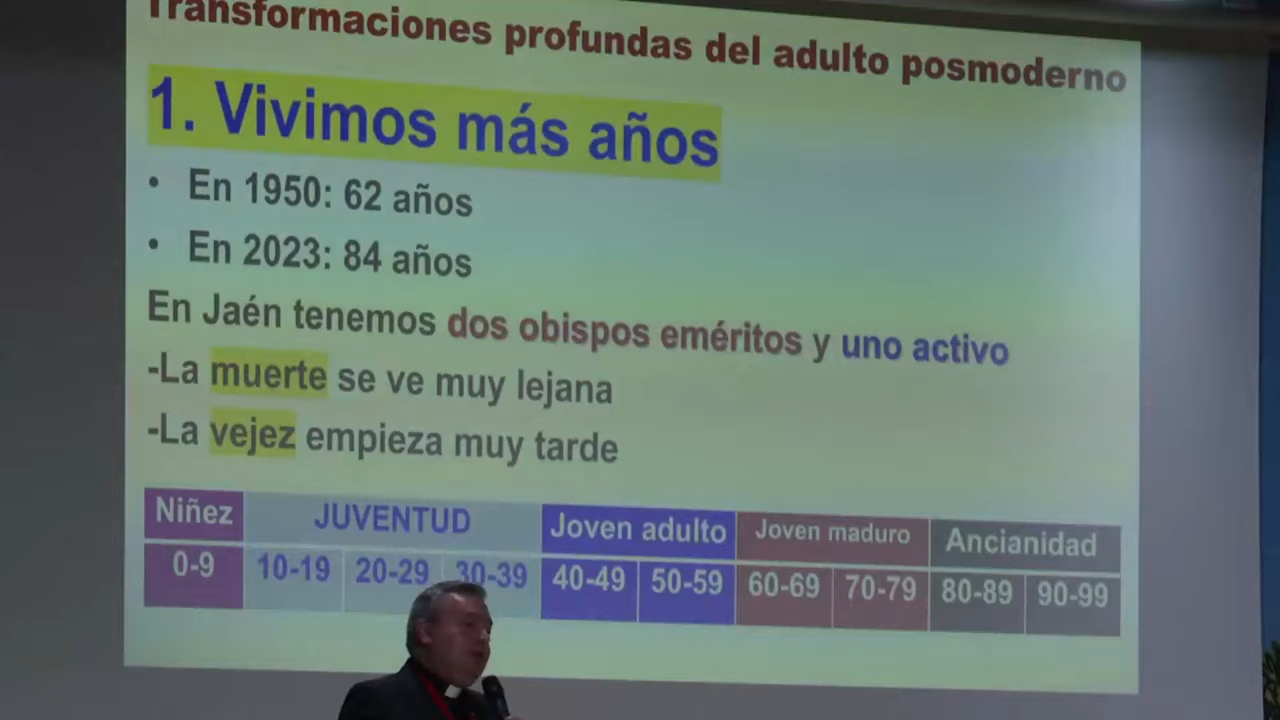 Transformaciones profundas del adulto posmoderno
1. Vivimos más años
• En 1950: 62 años
• En 2023: 84 años
En Jaén tenemos dos obispos eméritos y uno activo
-La muerte se ve muy lejana
-La vejez empieza muy tarde
Niñez JUVENTUD Joven adulto Joven maduro Ancianidad
0-9 10-19 20-29 30-39 40-49 50-59 60-69 70-79 80-89 90-99